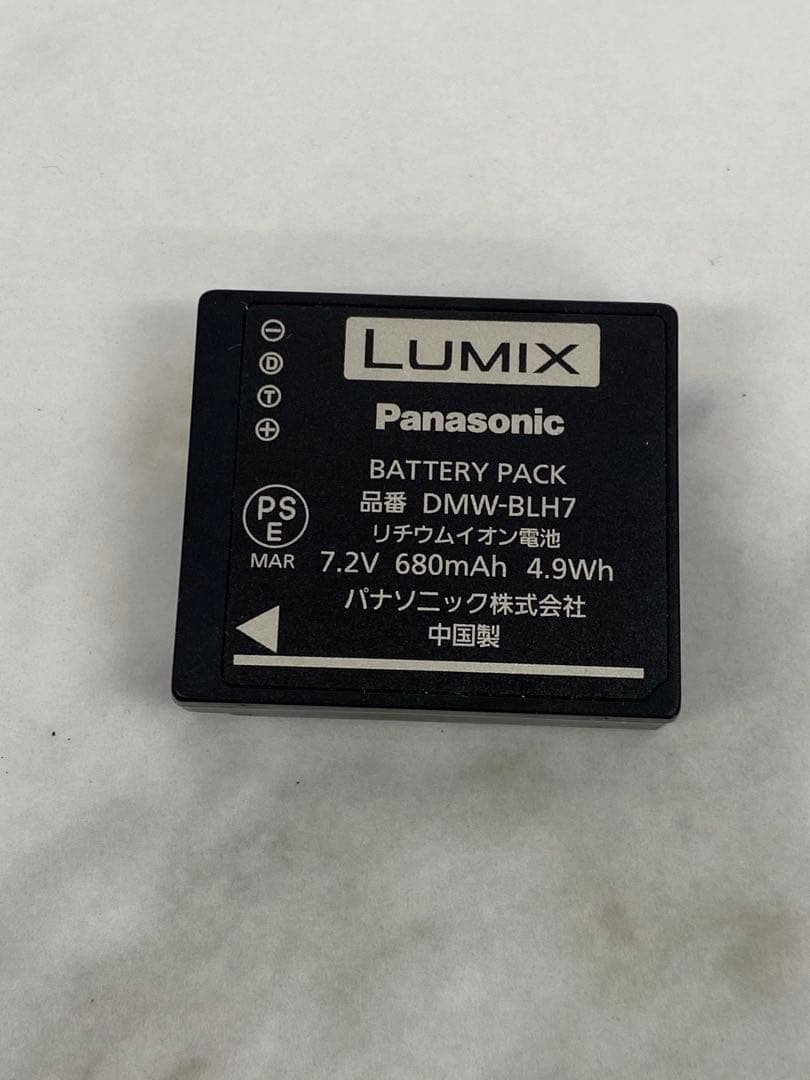 ⊖
D
T
⊕
LUMIX
Panasonic
BATTERY PACK
品番 DMW-BLH7
リチウムイオン電池
PS
E
MAR
7.2V 680mAh 4.9Wh
パナソニック株式会社
中国製